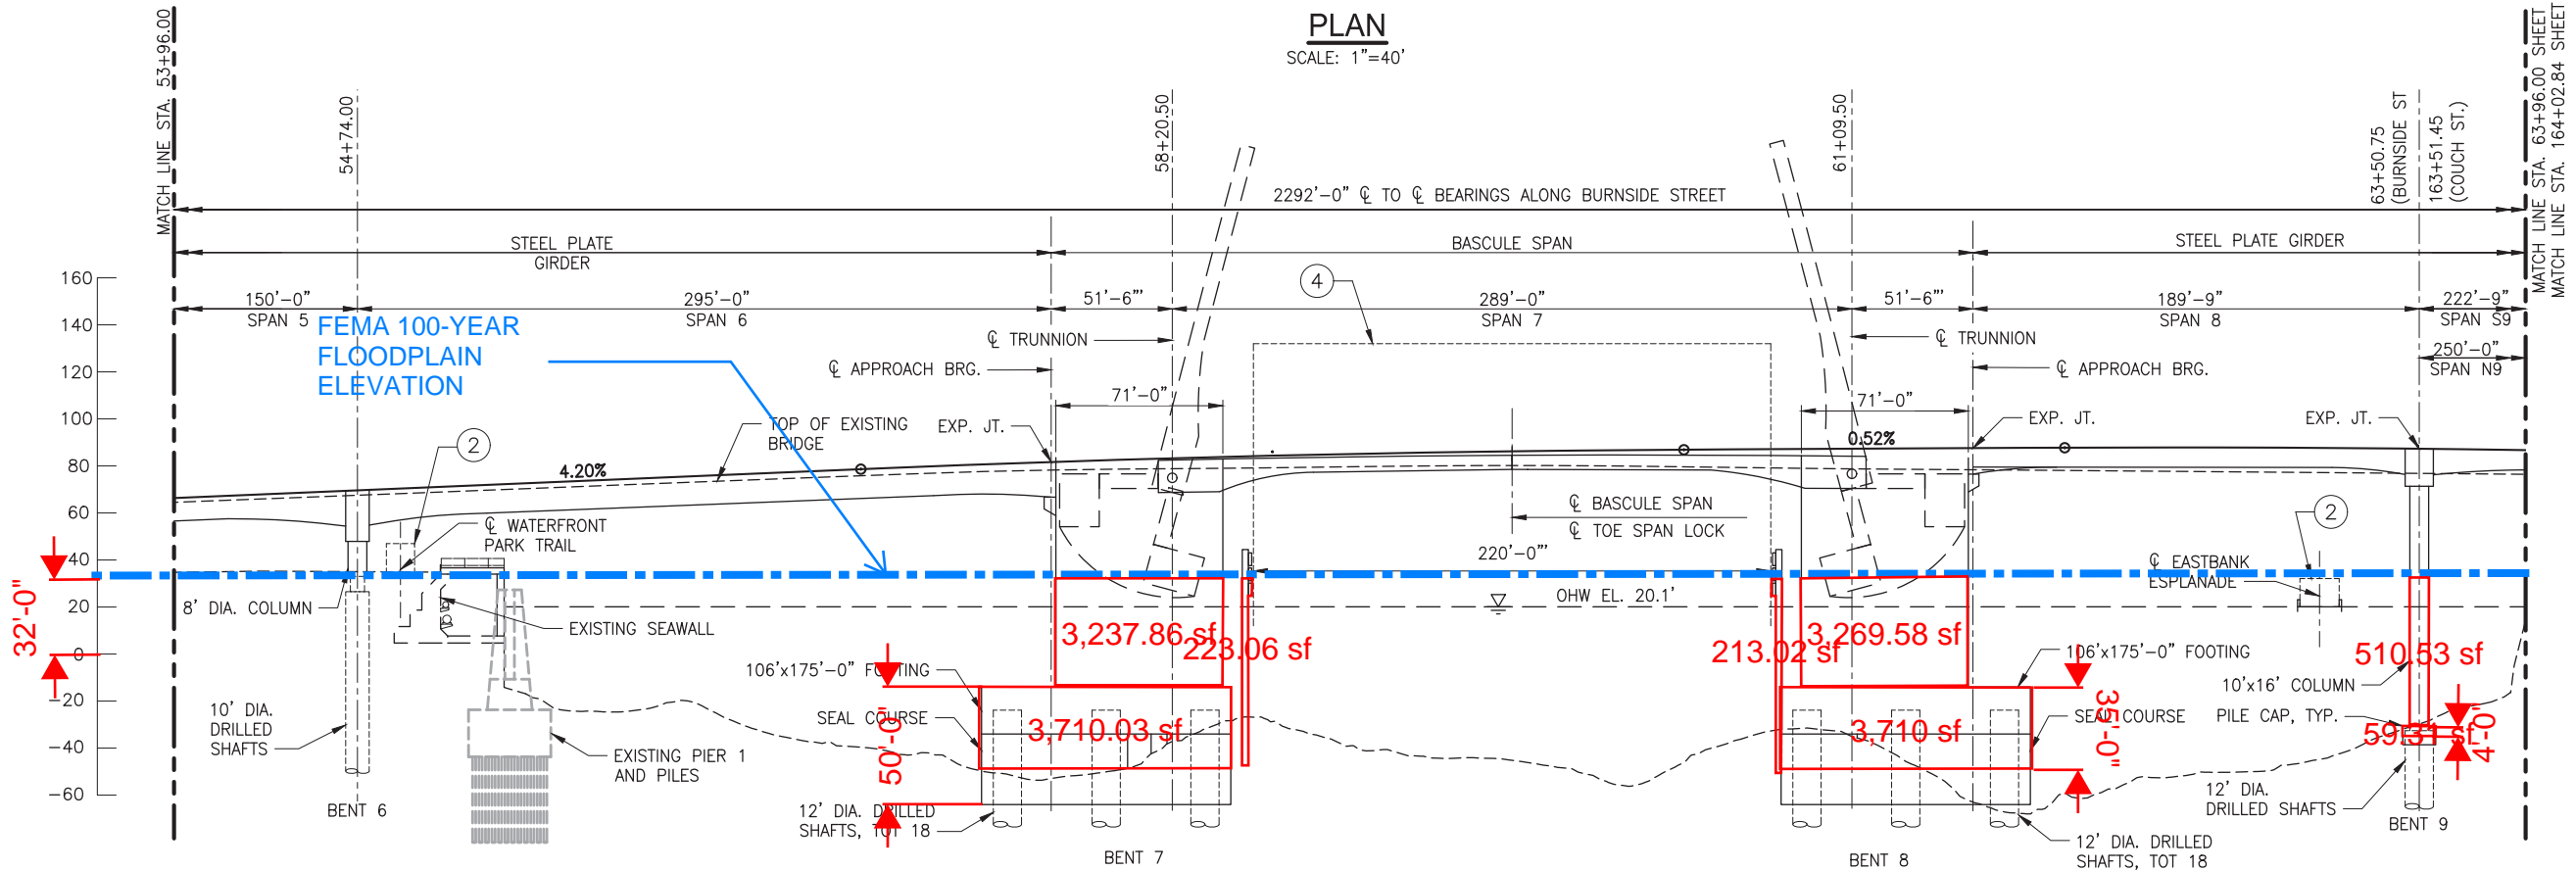 PLAN
SCALE: 1"=40'
MATCH LINE STA. 53+96.00
54+74.00
58+20.50
61+09.50
63+50.75
(BURNSIDE ST
163+51.45
(COUCH ST.)
MATCH LINE STA. 63+96.00 SHEET
MATCH LINE STA. 164+02.84 SHEET
2292'-0" ℄ TO ℄ BEARINGS ALONG BURNSIDE STREET
STEEL PLATE
GIRDER
BASCULE SPAN
STEEL PLATE GIRDER
160
140
120
100
80
60
40
20
0
-20
-40
-60
150'-0"
SPAN 5
295'-0"
SPAN 6
51'-6"'
289'-0"
SPAN 7
51'-6"'
189'-9"
SPAN 8
222'-9"
SPAN S9
250'-0"
SPAN N9
4
FEMA 100-YEAR
FLOODPLAIN
ELEVATION
℄ TRUNNION
℄ TRUNNION
℄ APPROACH BRG.
℄ APPROACH BRG.
71'-0"
71'-0"
TOP OF EXISTING
BRIDGE
EXP. JT.
EXP. JT.
EXP. JT.
2
4.20%
0.52%
℄ WATERFRONT
PARK TRAIL
℄ BASCULE SPAN
℄ TOE SPAN LOCK
2
220'-0"'
℄ EASTBANK
ESPLANADE
32'-0"
8' DIA. COLUMN
EXISTING SEAWALL
OHW EL. 20.1'
3,237.86 sf
223.06 sf
213.02 sf
3,269.58 sf
510.53 sf
106'x175'-0" FOOTING
106'x175'-0" FOOTING
10'x16' COLUMN
10' DIA.
DRILLED
SHAFTS
SEAL COURSE
3,710.03 sf
3,710 sf
SEAL COURSE
PILE CAP, TYP.
59.31 sf
50'-0"
35'-0"
4'-0"
EXISTING PIER 1
AND PILES
12' DIA. DRILLED
SHAFTS, TOT 18
12' DIA.
DRILLED SHAFTS
12' DIA. DRILLED
SHAFTS, TOT 18
BENT 6
BENT 7
BENT 8
BENT 9